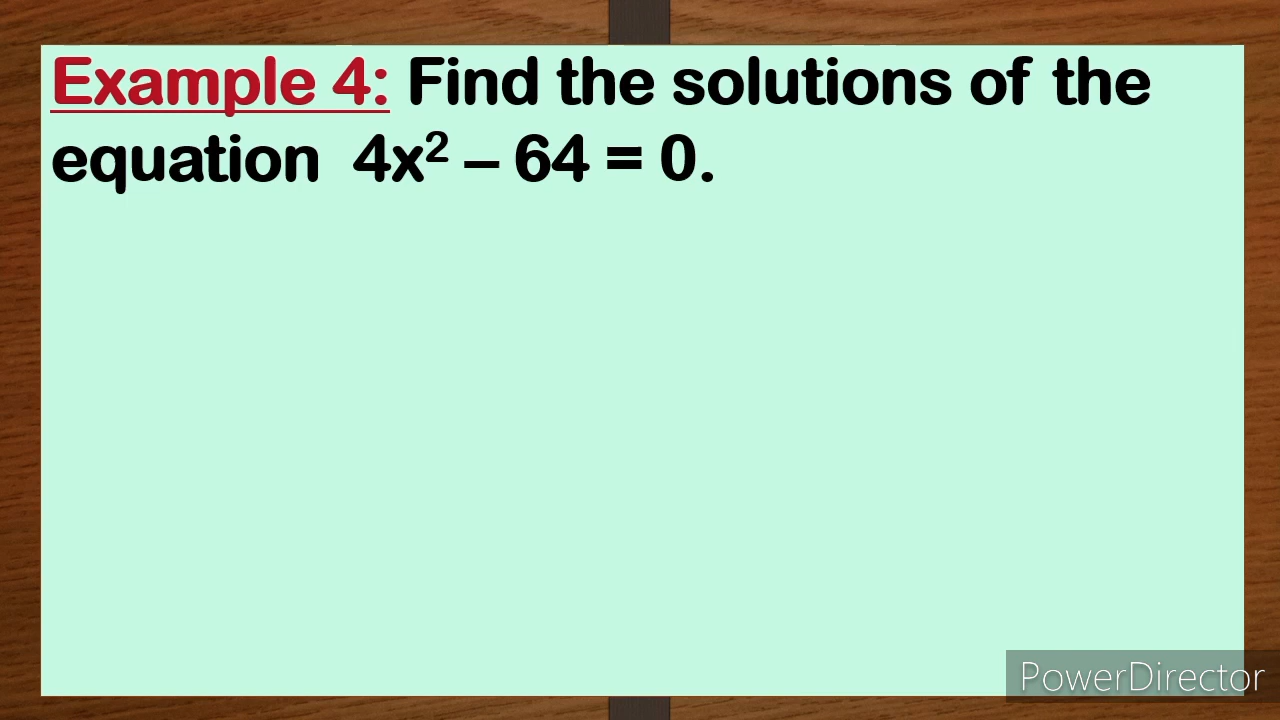 Example 4: Find the solutions of the
equation  4x² – 64 = 0.
PowerDirector